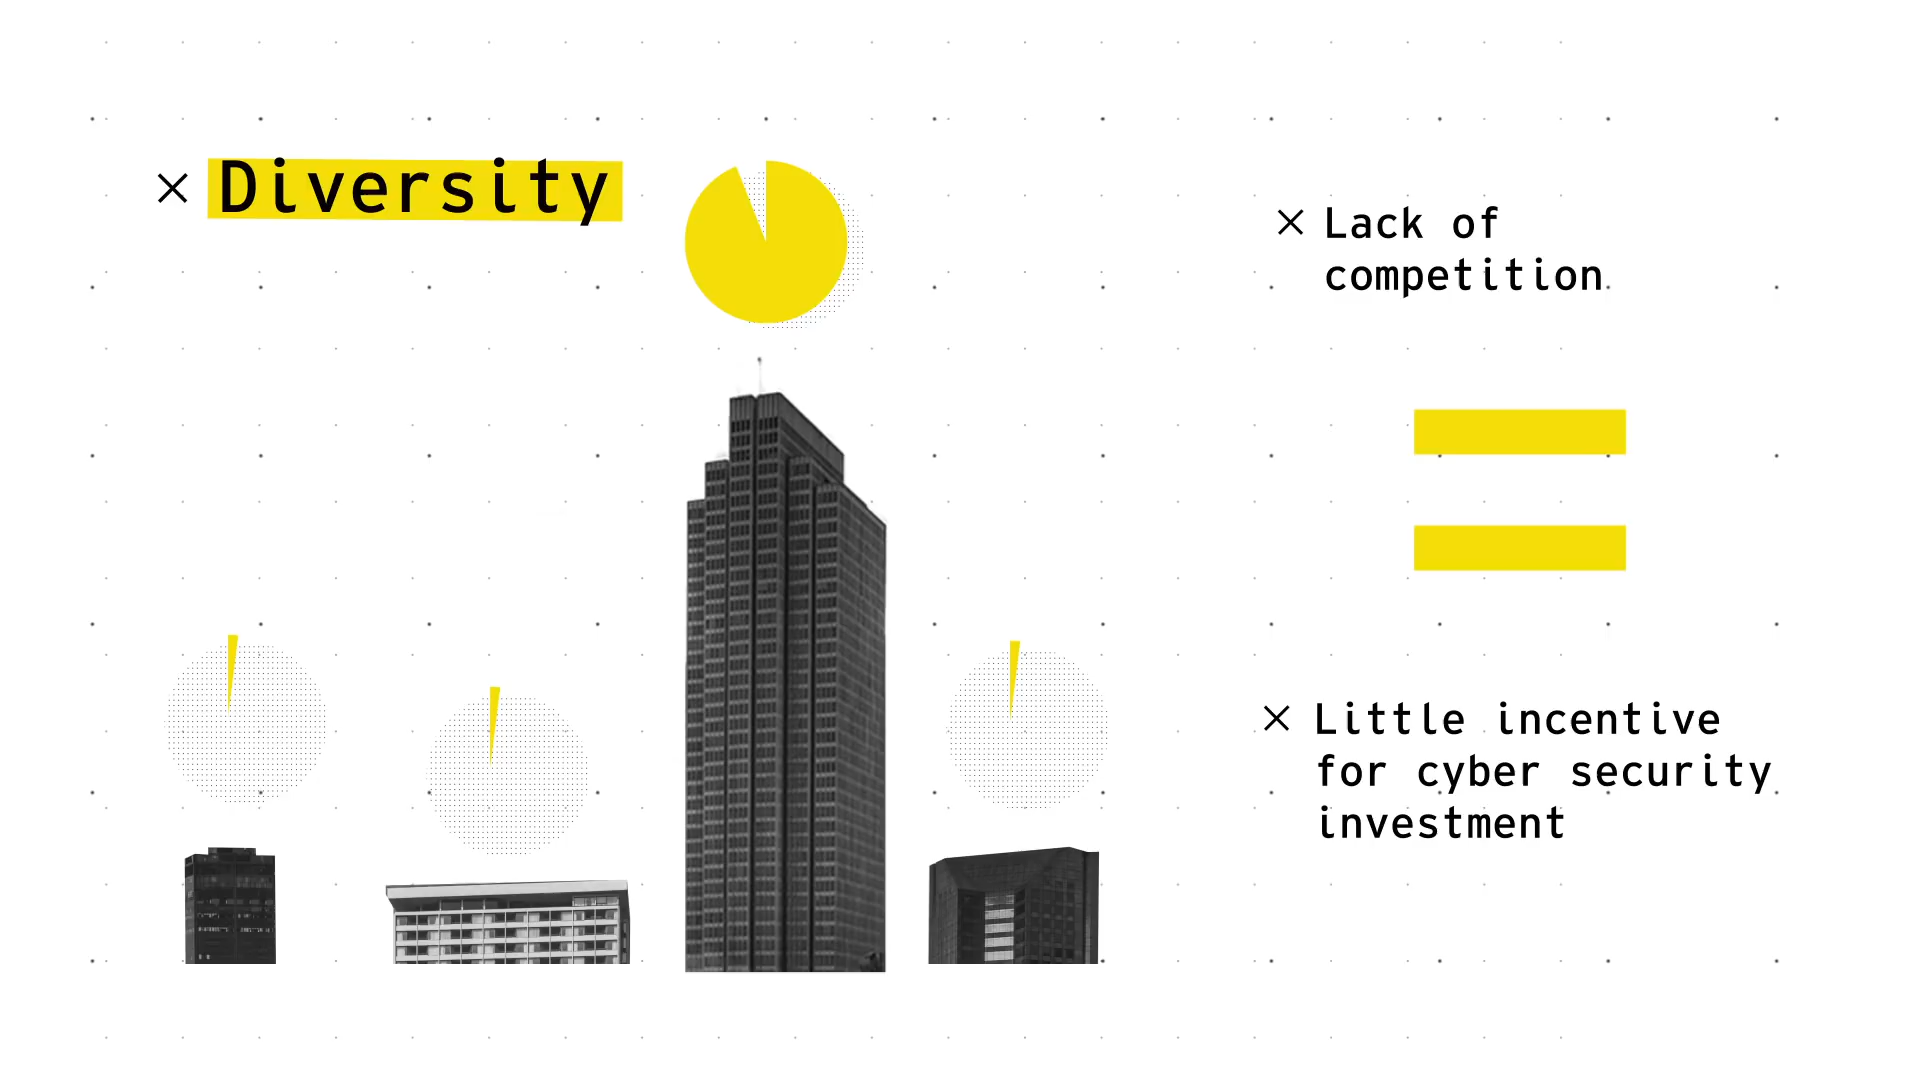 × Diversity
× Lack of
competition
=
× Little incentive
for cyber security
investment